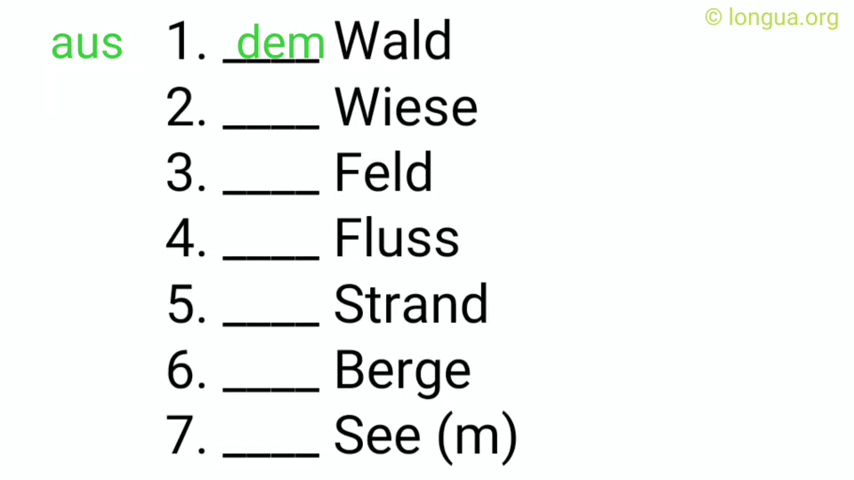 © longua.org
aus 1. dem Wald
2. ____ Wiese
3. ____ Feld
4. ____ Fluss
5. ____ Strand
6. ____ Berge
7. ____ See (m)